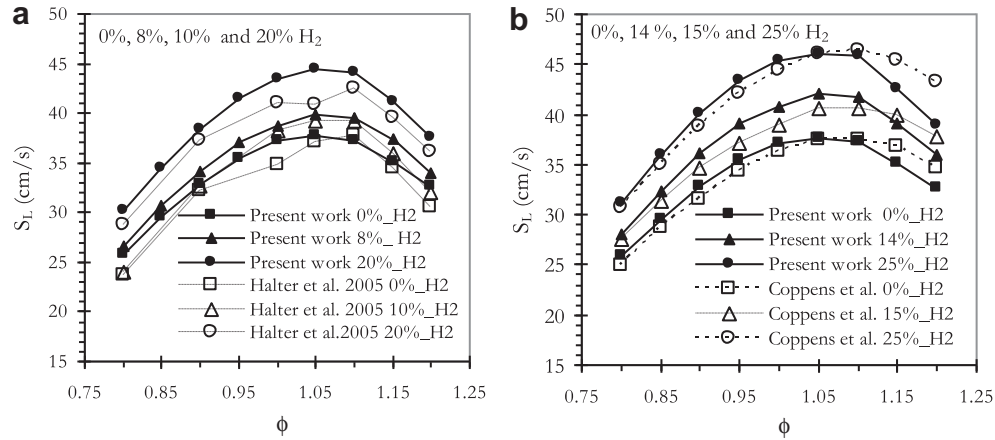 a
0%, 8%, 10% and 20% H2
50
45
40
35
30
25
20
15
SL (cm/s)
Present work 0%_H2
Present work 8%_ H2
Present work 20%_H2
Halter et al. 2005 0%_H2
Halter et al. 2005 10%_H2
Halter et al.2005 20%_H2
0.75 0.85 0.95 1.05 1.15 1.25
ϕ
b
0%, 14 %, 15% and 25% H2
50
45
40
35
30
25
20
15
SL (cm/s)
Present work 0%_H2
Present work 14%_H2
Present work 25%_H2
Coppens et al. 0%_H2
Coppens et al. 15%_H2
Coppens et al. 25%_H2
0.75 0.85 0.95 1.05 1.15 1.25
ϕ